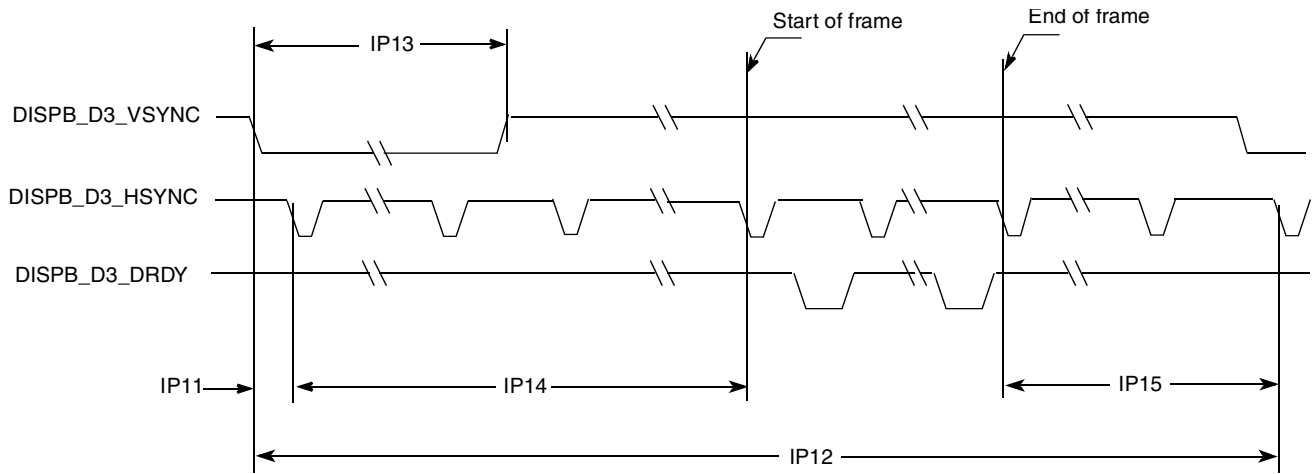 Start of frame
End of frame
IP13
DISPB_D3_VSYNC
DISPB_D3_HSYNC
DISPB_D3_DRDY
IP11
IP14
IP15
IP12